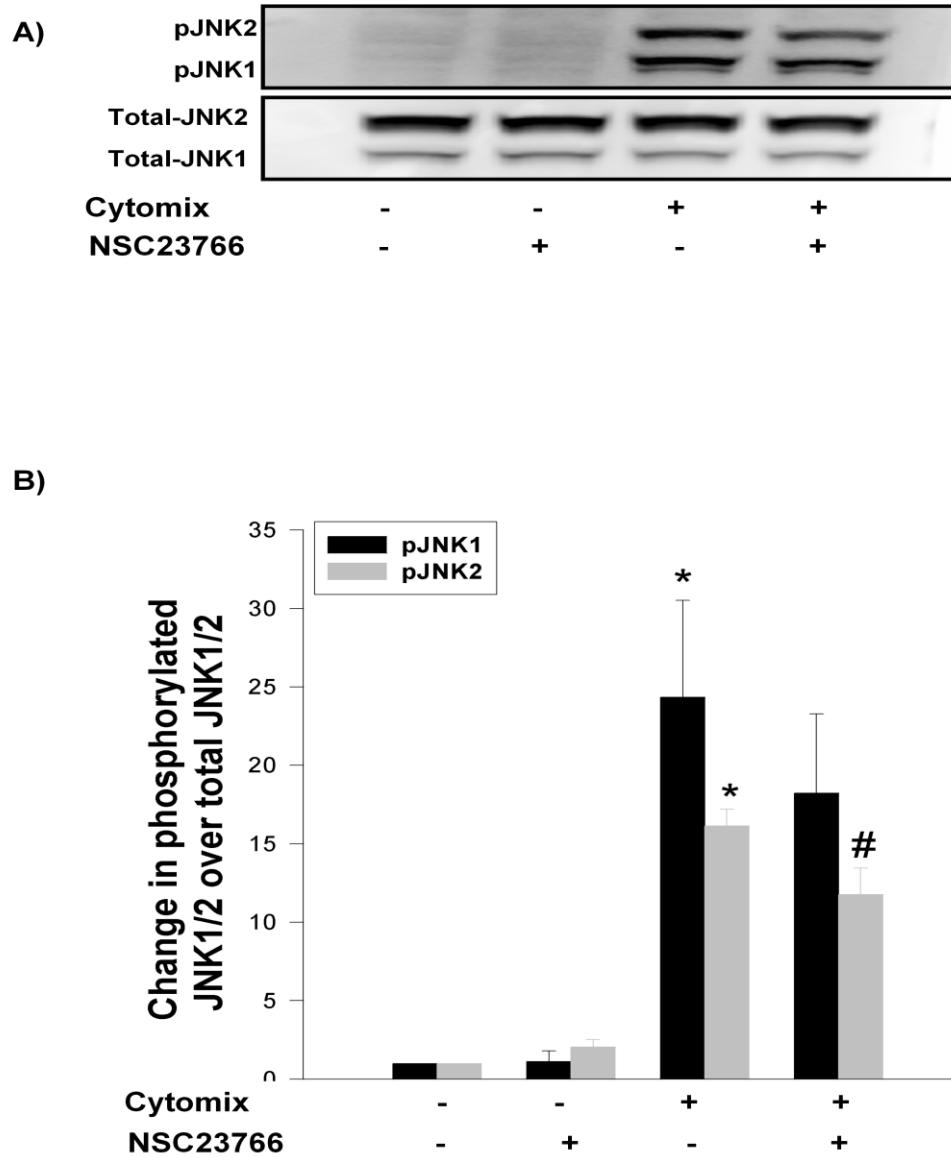 A)
pJNK2
pJNK1
Total-JNK2
Total-JNK1
Cytomix - - + +
NSC23766 - + - +
B)
Change in phosphorylated
JNK1/2 over total JNK1/2
35
30
25
20
15
10
5
0
pJNK1
pJNK2
*
*
#
Cytomix - - + +
NSC23766 - + - +